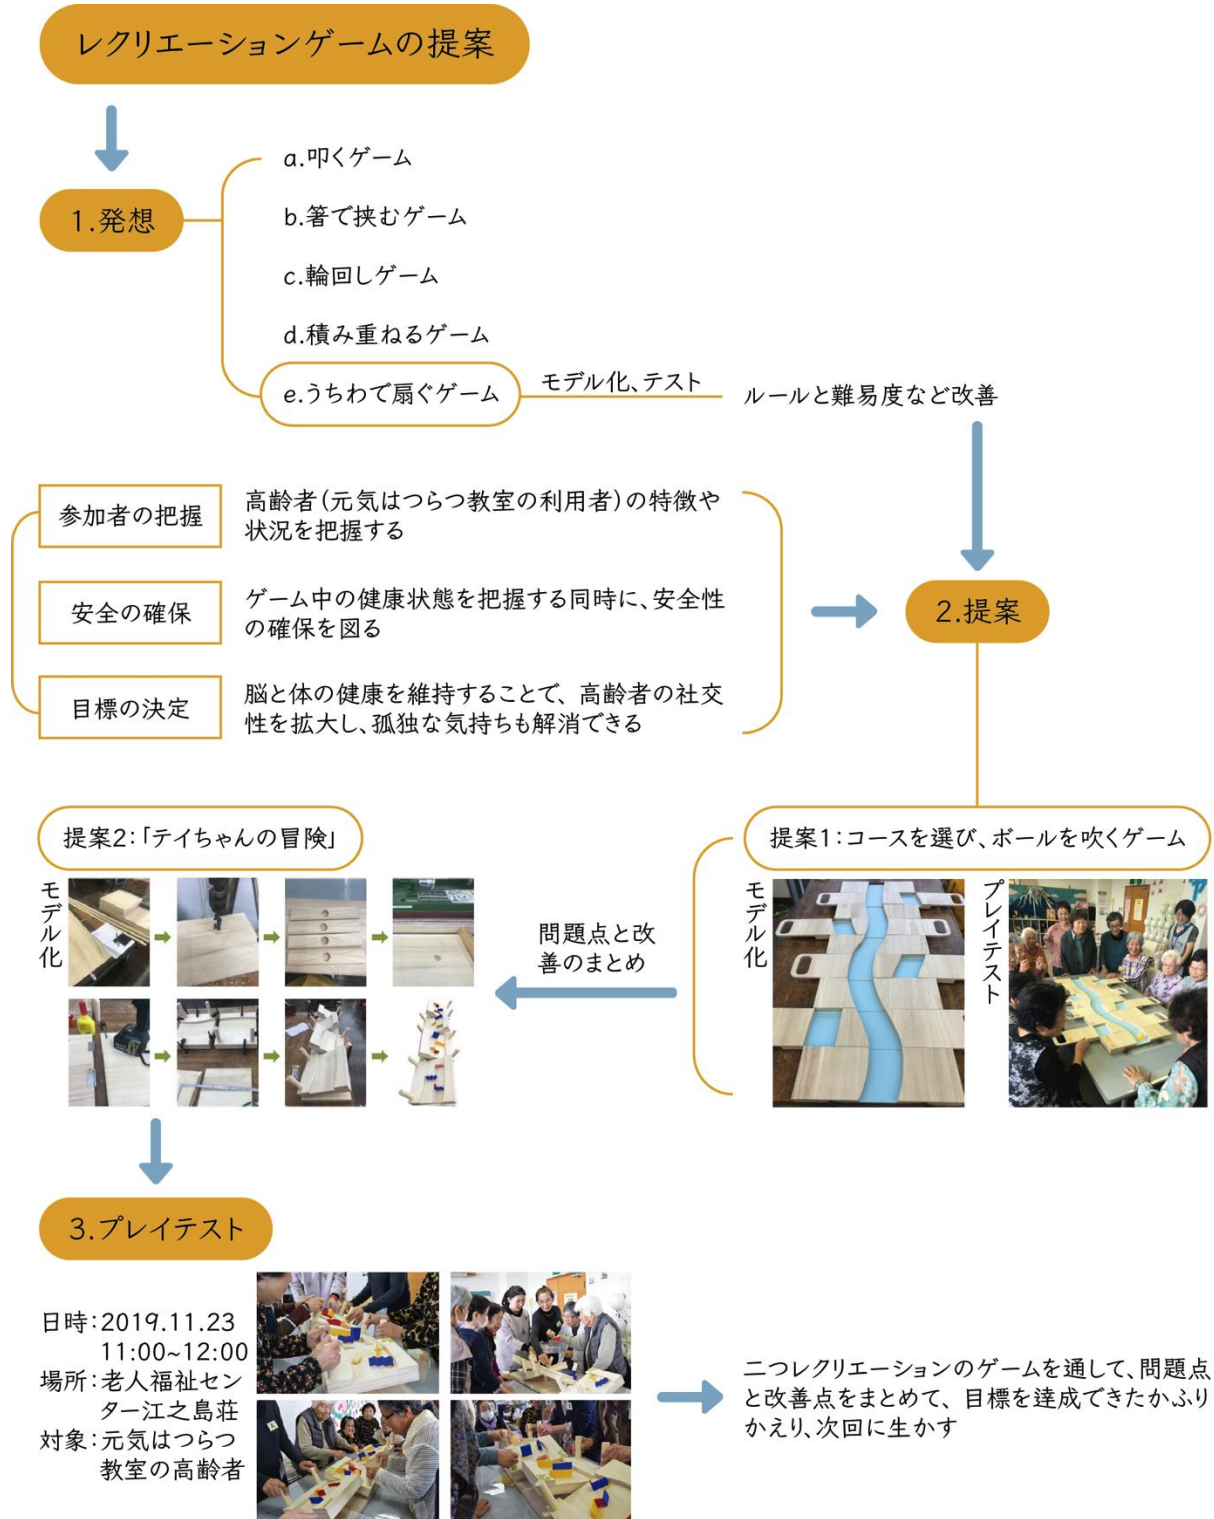 レクリエーションゲームの提案
1.発想
a.叩くゲーム
b.箸で挟むゲーム
c.輪回しゲーム
d.積み重ねるゲーム
e.うちわで扇ぐゲーム
モデル化、テスト
ルールと難易度など改善
参加者の把握
高齢者(元気はつらつ教室の利用者)の特徴や
状況を把握する
安全の確保
ゲーム中の健康状態を把握する同時に、安全性
の確保を図る
目標の決定
脳と体の健康を維持することで、高齢者の社交
性を拡大し、孤独な気持ちも解消できる
2.提案
提案1:コースを選び、ボールを吹くゲーム
モデル化
プレイテスト
問題点と改
善のまとめ
提案2:「テイちゃんの冒険」
モデル化
3.プレイテスト
日時:2019.11.23
11:00~12:00
場所:老人福祉セン
ター江之島荘
対象:元気はつらつ
教室の高齢者
二つレクリエーションのゲームを通して、問題点
と改善点をまとめて、目標を達成できたかふり
かえり、次回に生かす